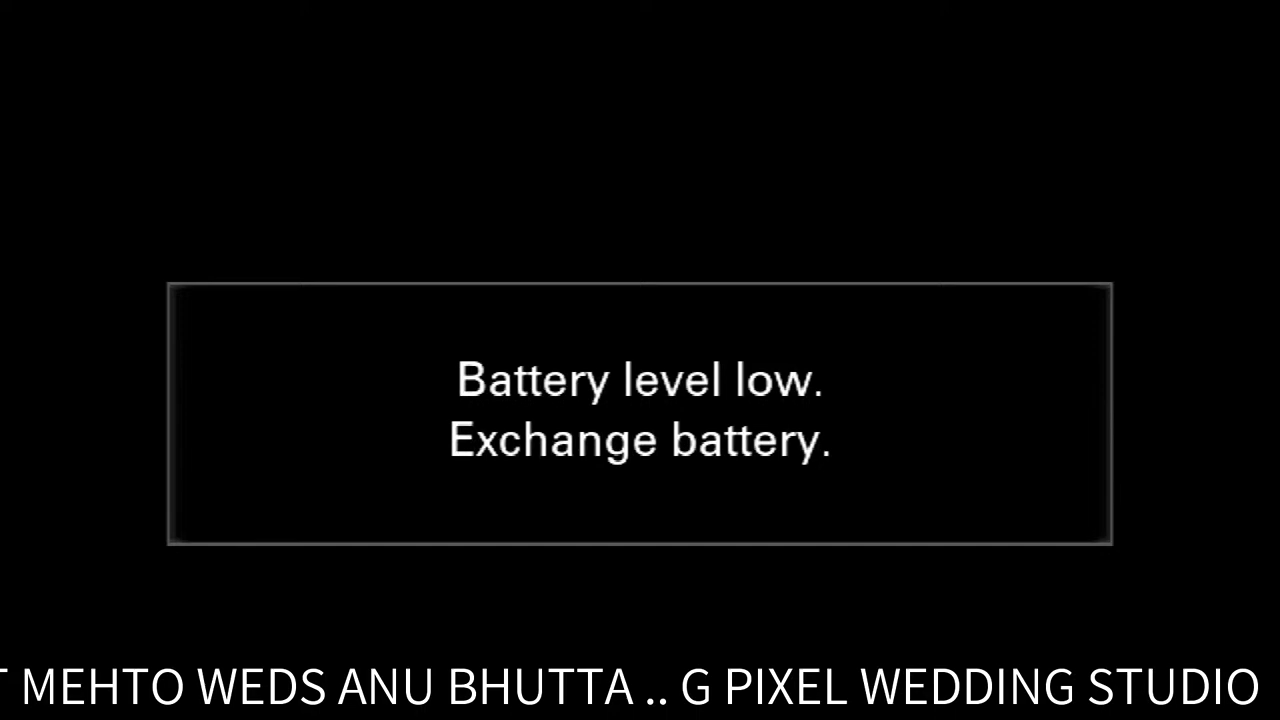 Battery level low.
Exchange battery.
MEHTO WEDS ANU BHUTTA .. G PIXEL WEDDING STUDIO